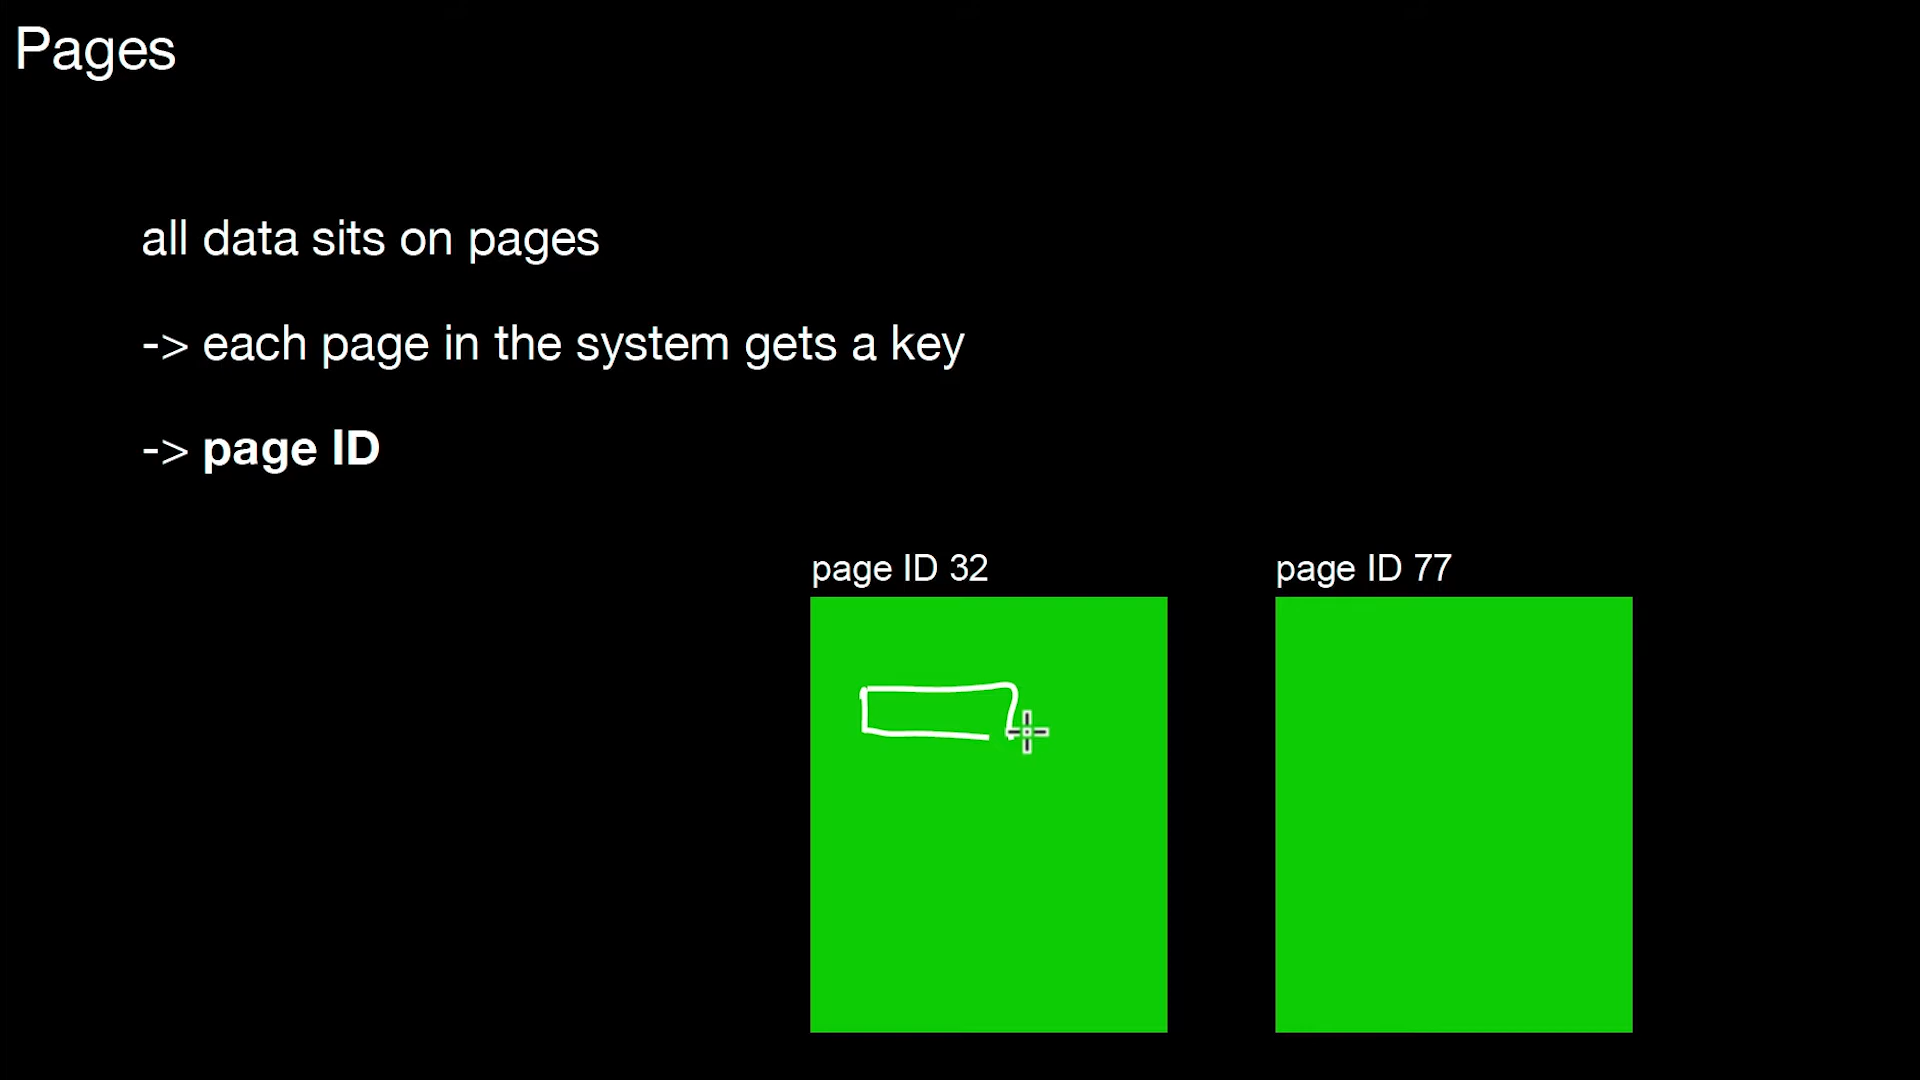 Pages
all data sits on pages
-> each page in the system gets a key
-> page ID
page ID 32
page ID 77